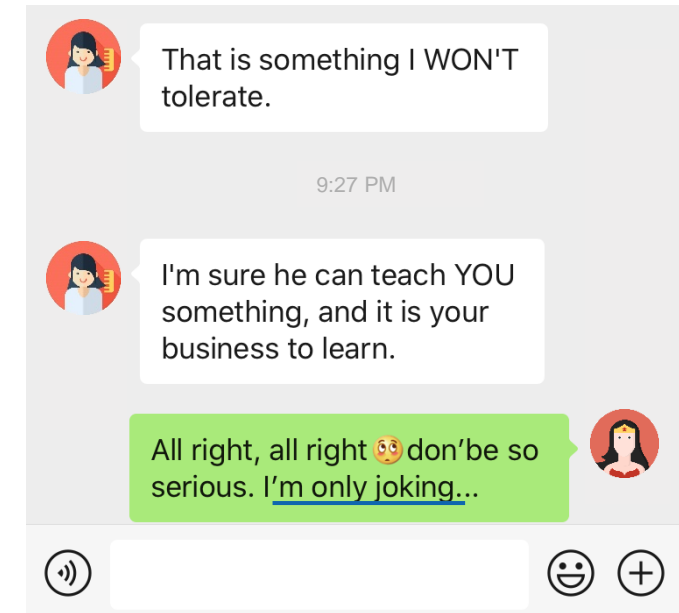 That is something I WON'T
tolerate.
9:27 PM
I'm sure he can teach YOU
something, and it is your
business to learn.
All right, all right 🥺 don’be so
serious. I’m only joking...